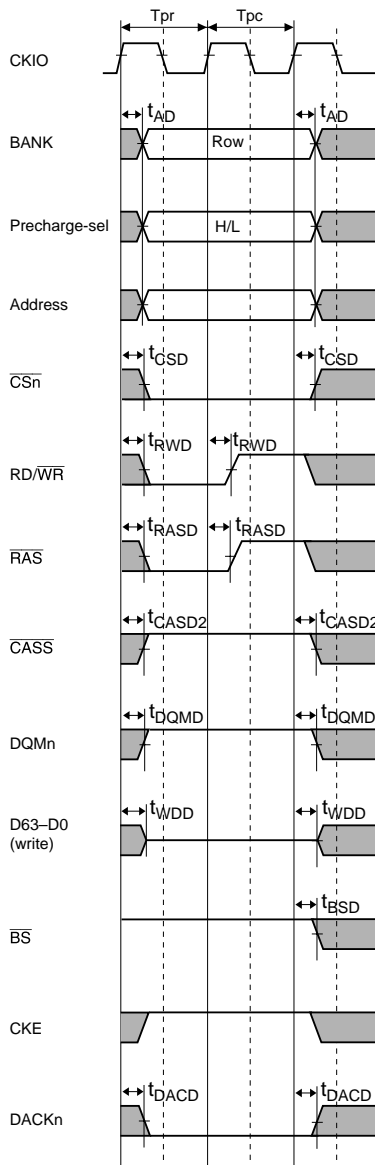 Tpr Tpc
CKIO
tAD tAD
BANK Row
Precharge-sel H/L
Address
tCSD tCSD
CSn
tRWD tRWD
RD/WR
tRASD tRASD
RAS
tCASD2 tCASD2
CASS
tDQMD tDQMD
DQMn
tWDD tWDD
D63–D0
(write)
tBSD
BS
CKE
tDACD tDACD
DACKn